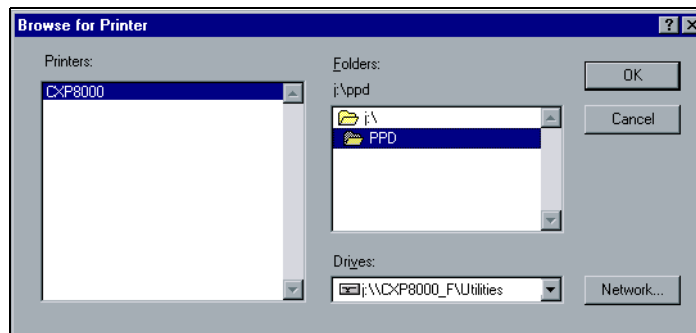 Browse for Printer
Printers:
CXP8000
Folders:
j:\ppd
j:\
PPD
OK
Cancel
Drives:
j:\\CXP8000_F\Utilities
Network...